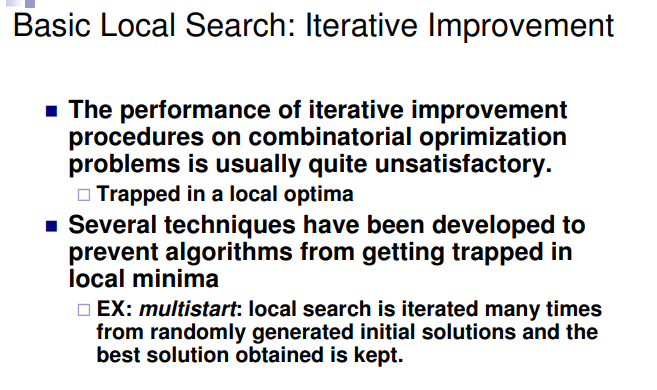 Basic Local Search: Iterative Improvement
The performance of iterative improvement
procedures on combinatorial oprimization
problems is usually quite unsatisfactory.
Trapped in a local optima
Several techniques have been developed to
prevent algorithms from getting trapped in
local minima
EX: multistart: local search is iterated many times
from randomly generated initial solutions and the
best solution obtained is kept.